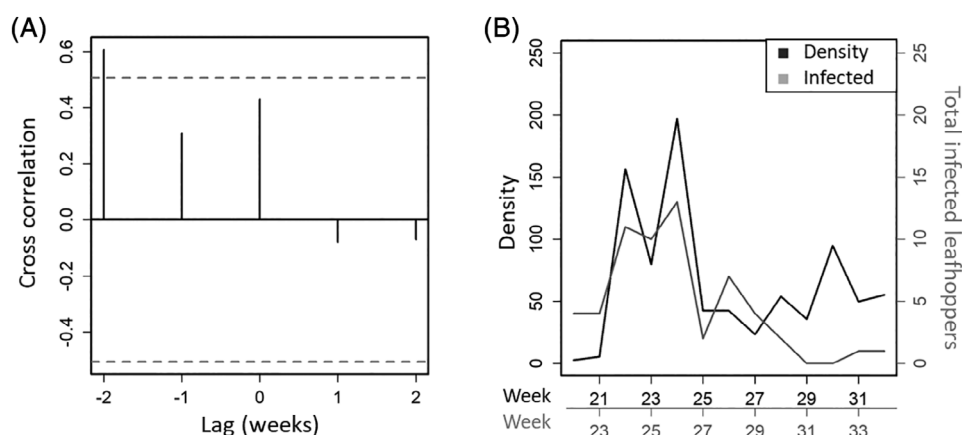 (A)
Cross correlation
0.6
0.4
0.2
0.0
-0.2
-0.4
-2 -1 0 1 2
Lag (weeks)
(B)
Density
250
200
150
100
50
0
Density
Infected
25
20
15
10
5
0
Total infected leafhoppers
Week 21 23 25 27 29 31
Week 23 25 27 29 31 33